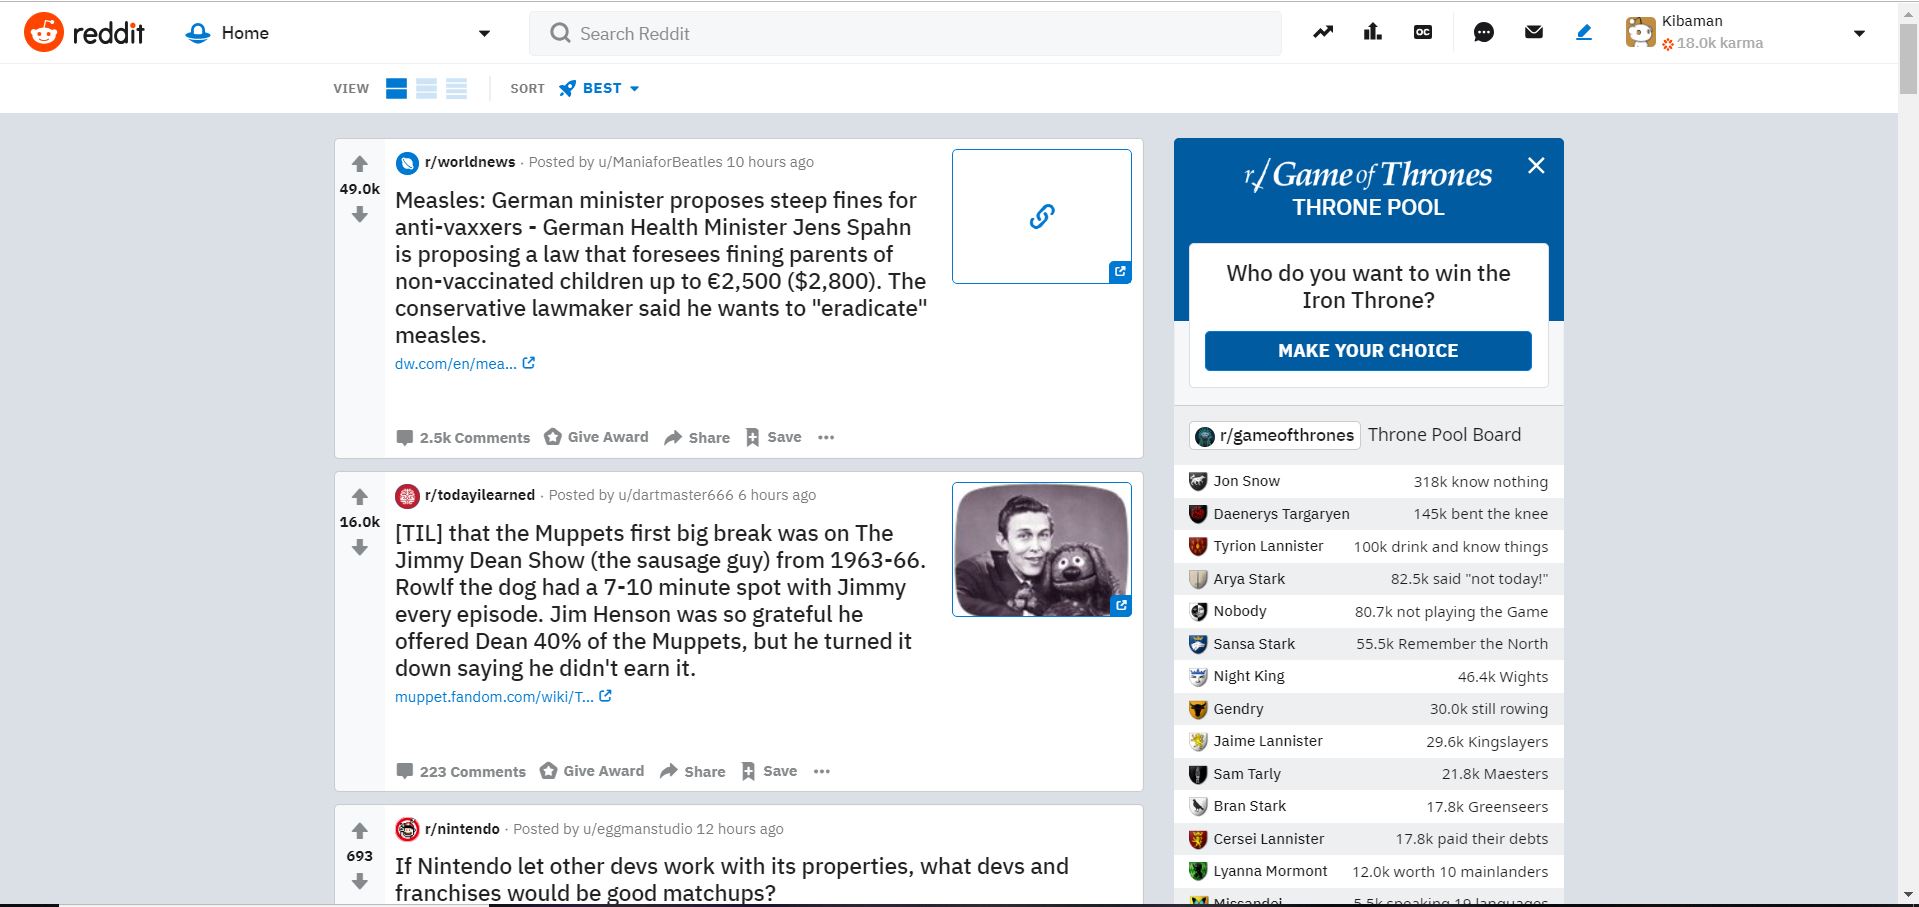 reddit
Home
Search Reddit
OC
Kibaman
18.0k karma
VIEW
SORT
BEST
r/worldnews · Posted by u/ManiaforBeatles 10 hours ago
49.0k
Measles: German minister proposes steep fines for
anti-vaxxers - German Health Minister Jens Spahn
is proposing a law that foresees fining parents of
non-vaccinated children up to €2,500 ($2,800). The
conservative lawmaker said he wants to "eradicate"
measles.
dw.com/en/mea...
2.5k Comments
Give Award
Share
Save
r/todayilearned · Posted by u/dartmaster666 6 hours ago
16.0k
[TIL] that the Muppets first big break was on The
Jimmy Dean Show (the sausage guy) from 1963-66.
Rowlf the dog had a 7-10 minute spot with Jimmy
every episode. Jim Henson was so grateful he
offered Dean 40% of the Muppets, but he turned it
down saying he didn't earn it.
muppet.fandom.com/wiki/T...
223 Comments
Give Award
Share
Save
r/nintendo · Posted by u/eggmanstudio 12 hours ago
693
If Nintendo let other devs work with its properties, what devs and
franchises would be good matchups?
r/Game of Thrones
THRONE POOL
Who do you want to win the
Iron Throne?
MAKE YOUR CHOICE
r/gameofthrones Throne Pool Board
Jon Snow 318k know nothing
Daenerys Targaryen 145k bent the knee
Tyrion Lannister 100k drink and know things
Arya Stark 82.5k said "not today!"
Nobody 80.7k not playing the Game
Sansa Stark 55.5k Remember the North
Night King 46.4k Wights
Gendry 30.0k still rowing
Jaime Lannister 29.6k Kingslayers
Sam Tarly 21.8k Maesters
Bran Stark 17.8k Greenseers
Cersei Lannister 17.8k paid their debts
Lyanna Mormont 12.0k worth 10 mainlanders
Missandei 5.5k speaking 19 languages